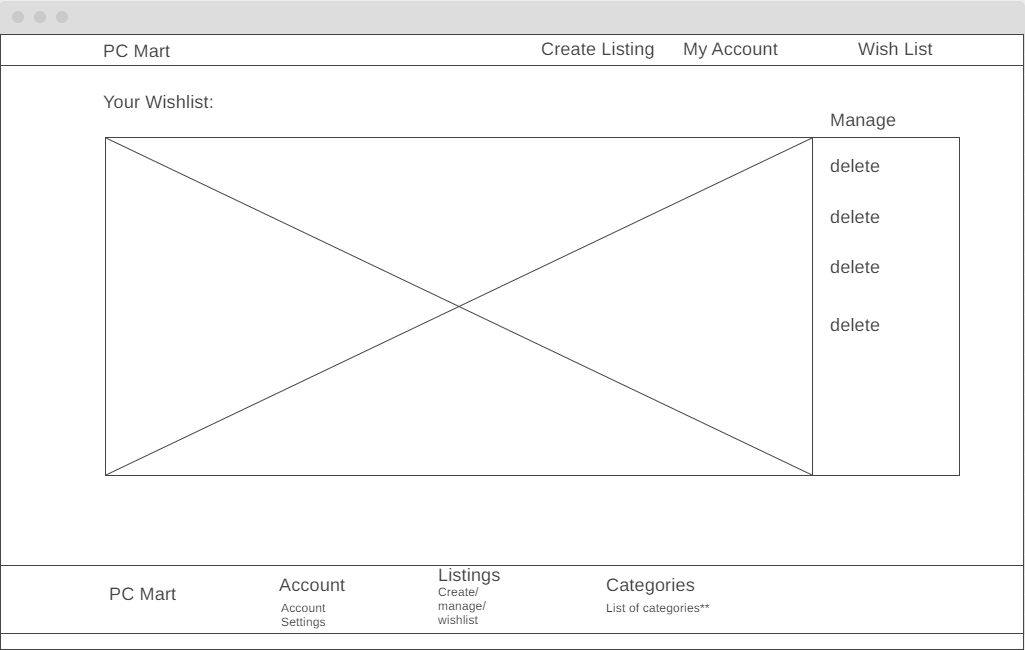 PC Mart
Create Listing
My Account
Wish List
Your Wishlist:
Manage
delete
delete
delete
delete
PC Mart
Account
Account
Settings
Listings
Create/
manage/
wishlist
Categories
List of categories**